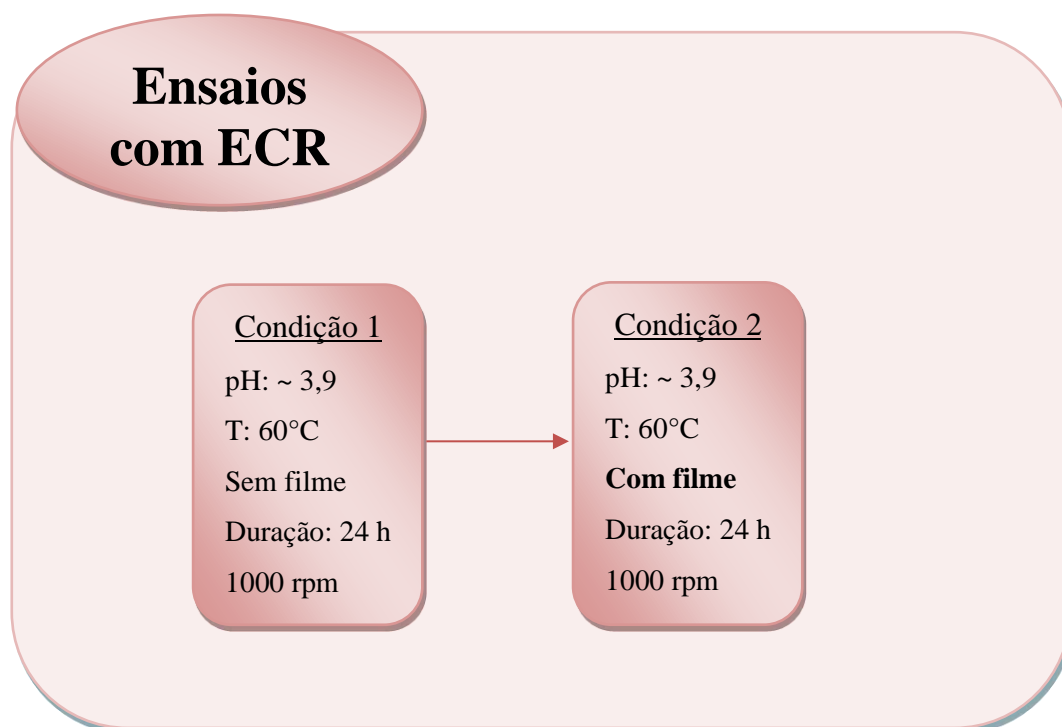 Ensaios
com ECR
Condição 1
pH: ~ 3,9
T: 60°C
Sem filme
Duração: 24 h
1000 rpm
Condição 2
pH: ~ 3,9
T: 60°C
Com filme
Duração: 24 h
1000 rpm